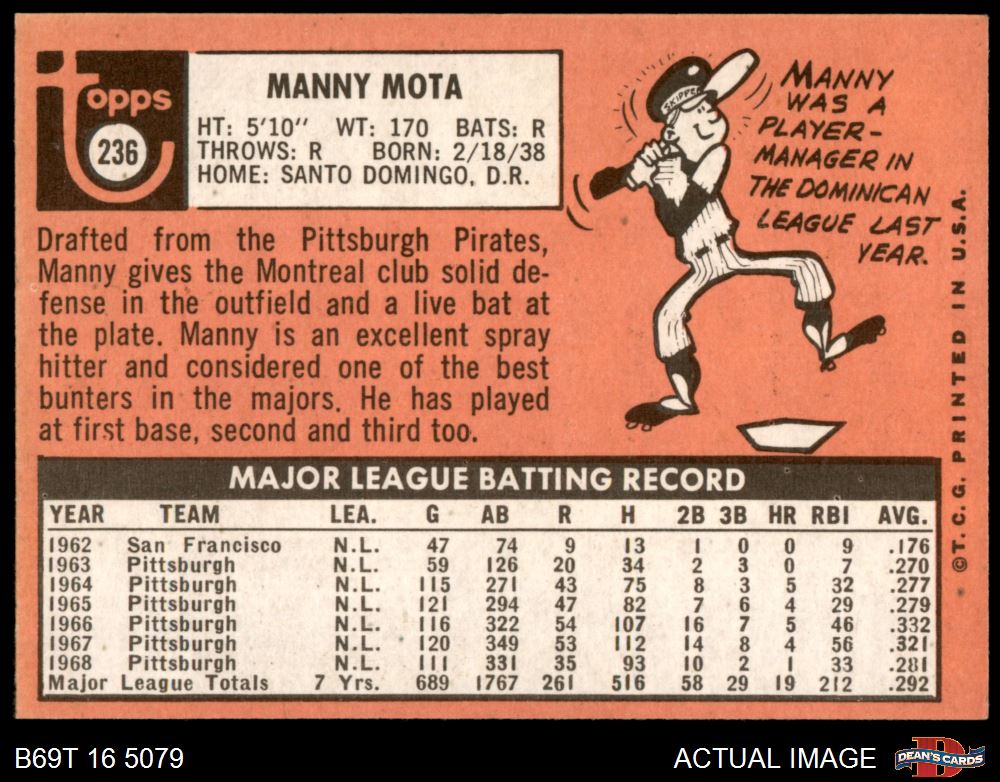 Topps
236
MANNY MOTA
HT: 5'10" WT: 170 BATS: R
THROWS: R BORN: 2/18/38
HOME: SANTO DOMINGO, D.R.
Drafted from the Pittsburgh Pirates,
Manny gives the Montreal club solid de-
fense in the outfield and a live bat at
the plate. Manny is an excellent spray
hitter and considered one of the best
bunters in the majors. He has played
at first base, second and third too.
SKIPPER
MANNY
WAS A
PLAYER-
MANAGER IN
THE DOMINICAN
LEAGUE LAST
YEAR.
MAJOR LEAGUE BATTING RECORD
YEAR TEAM LEA. G AB R H 2B 3B HR RBI AVG.
1962 San Francisco N.L. 47 74 9 13 1 0 0 9 .176
1963 Pittsburgh N.L. 59 126 20 34 2 3 0 7 .270
1964 Pittsburgh N.L. 115 271 43 75 8 3 5 32 .277
1965 Pittsburgh N.L. 121 294 47 82 7 6 4 29 .279
1966 Pittsburgh N.L. 116 322 54 107 16 7 5 46 .332
1967 Pittsburgh N.L. 120 349 53 112 14 8 4 56 .321
1968 Pittsburgh N.L. 111 331 35 93 10 2 1 33 .281
Major League Totals 7 Yrs. 689 1767 261 516 58 29 19 212 .292
©T.C.G. PRINTED IN U.S.A.
B69T 16 5079
ACTUAL IMAGE
D
DEAN'S CARDS